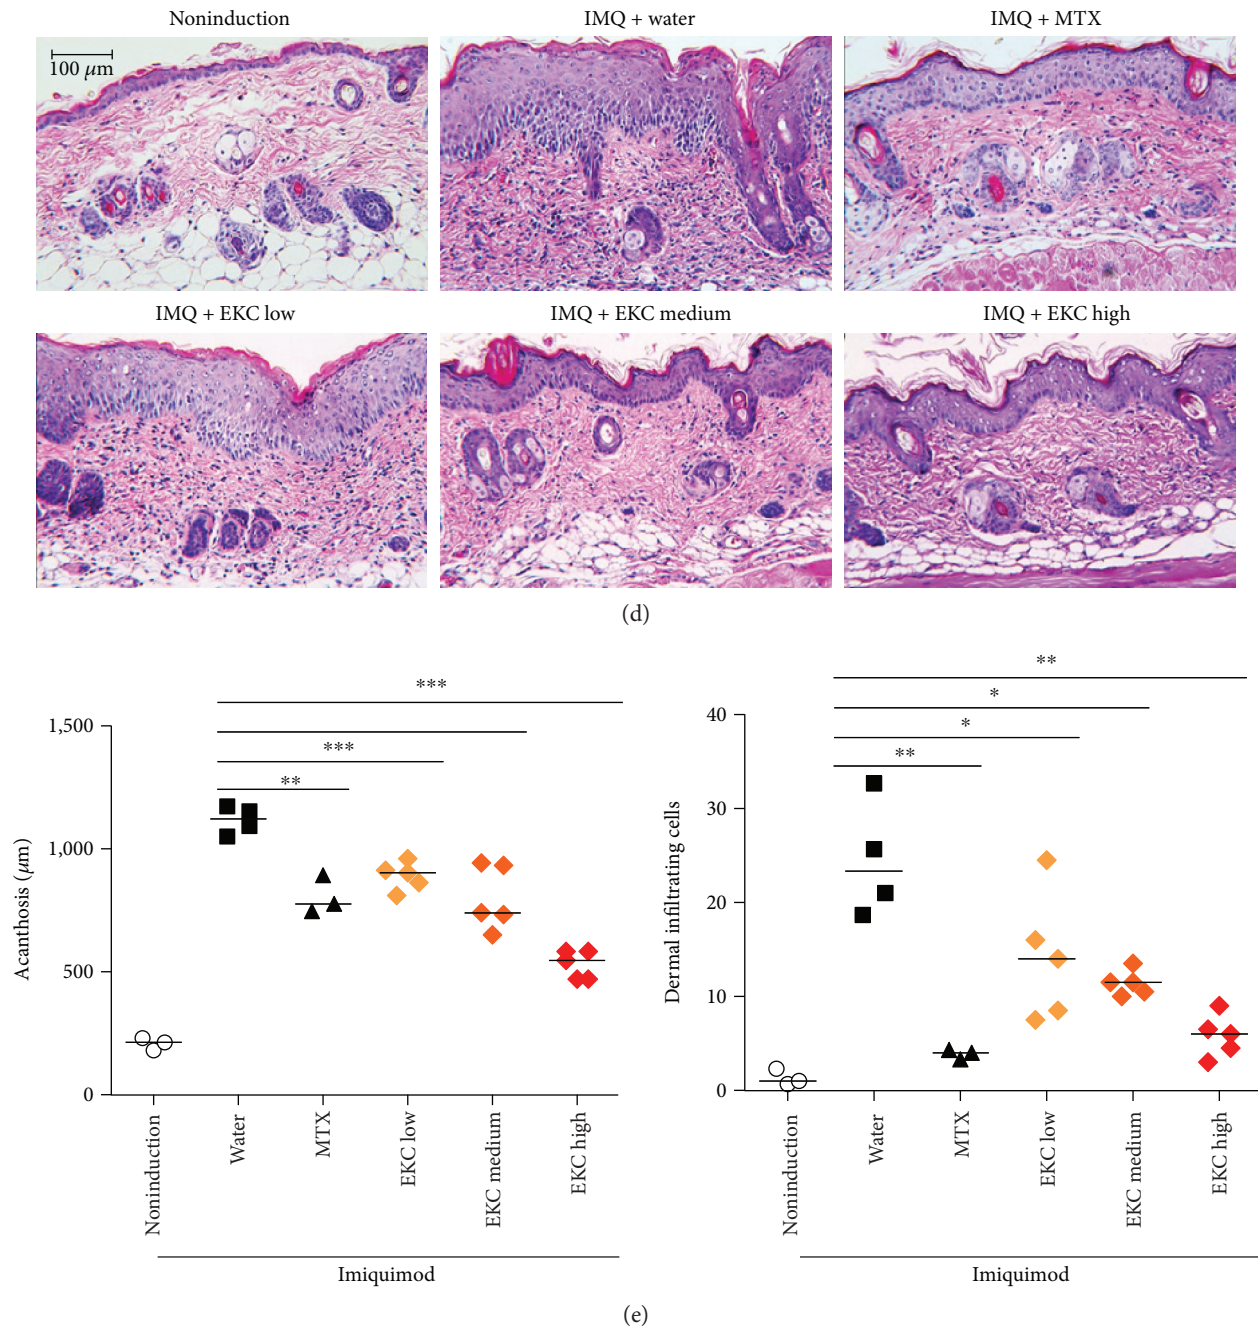 Noninduction
IMQ + water
IMQ + MTX
100 μm
IMQ + EKC low
IMQ + EKC medium
IMQ + EKC high
(d)
***
***
**
1,500
1,000
500
0
Acanthosis (μm)
Noninduction
Water
MTX
EKC low
EKC medium
EKC high
Imiquimod
**
*
*
**
40
30
20
10
0
Dermal infiltrating cells
Noninduction
Water
MTX
EKC low
EKC medium
EKC high
Imiquimod
(e)